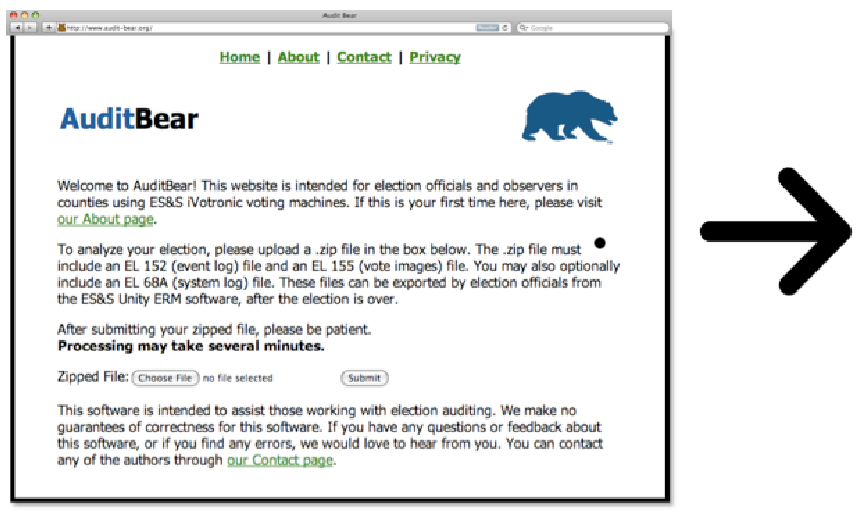 Audit Bear
http://www.audit-bear.org/
Reader
Google
Home | About | Contact | Privacy
AuditBear
Welcome to AuditBear! This website is intended for election officials and observers in
counties using ES&S iVotronic voting machines. If this is your first time here, please visit
our About page.
To analyze your election, please upload a .zip file in the box below. The .zip file must
include an EL 152 (event log) file and an EL 155 (vote images) file. You may also optionally
include an EL 68A (system log) file. These files can be exported by election officials from
the ES&S Unity ERM software, after the election is over.
After submitting your zipped file, please be patient.
Processing may take several minutes.
Zipped File: Choose File no file selected Submit
This software is intended to assist those working with election auditing. We make no
guarantees of correctness for this software. If you have any questions or feedback about
this software, or if you find any errors, we would love to hear from you. You can contact
any of the authors through our Contact page.